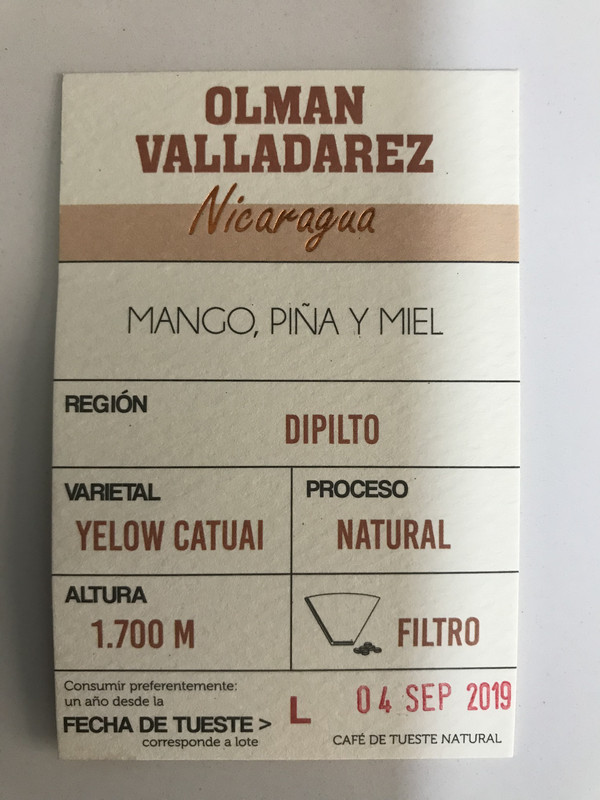 OLMAN
VALLADAREZ
Nicaragua
MANGO, PIÑA Y MIEL
REGIÓN
DIPILTO
VARIETAL
YELOW CATUAI
PROCESO
NATURAL
ALTURA
1.700 M
FILTRO
Consumir preferentemente:
un año desde la
FECHA DE TUESTE >
corresponde a lote
L 04 SEP 2019
CAFÉ DE TUESTE NATURAL